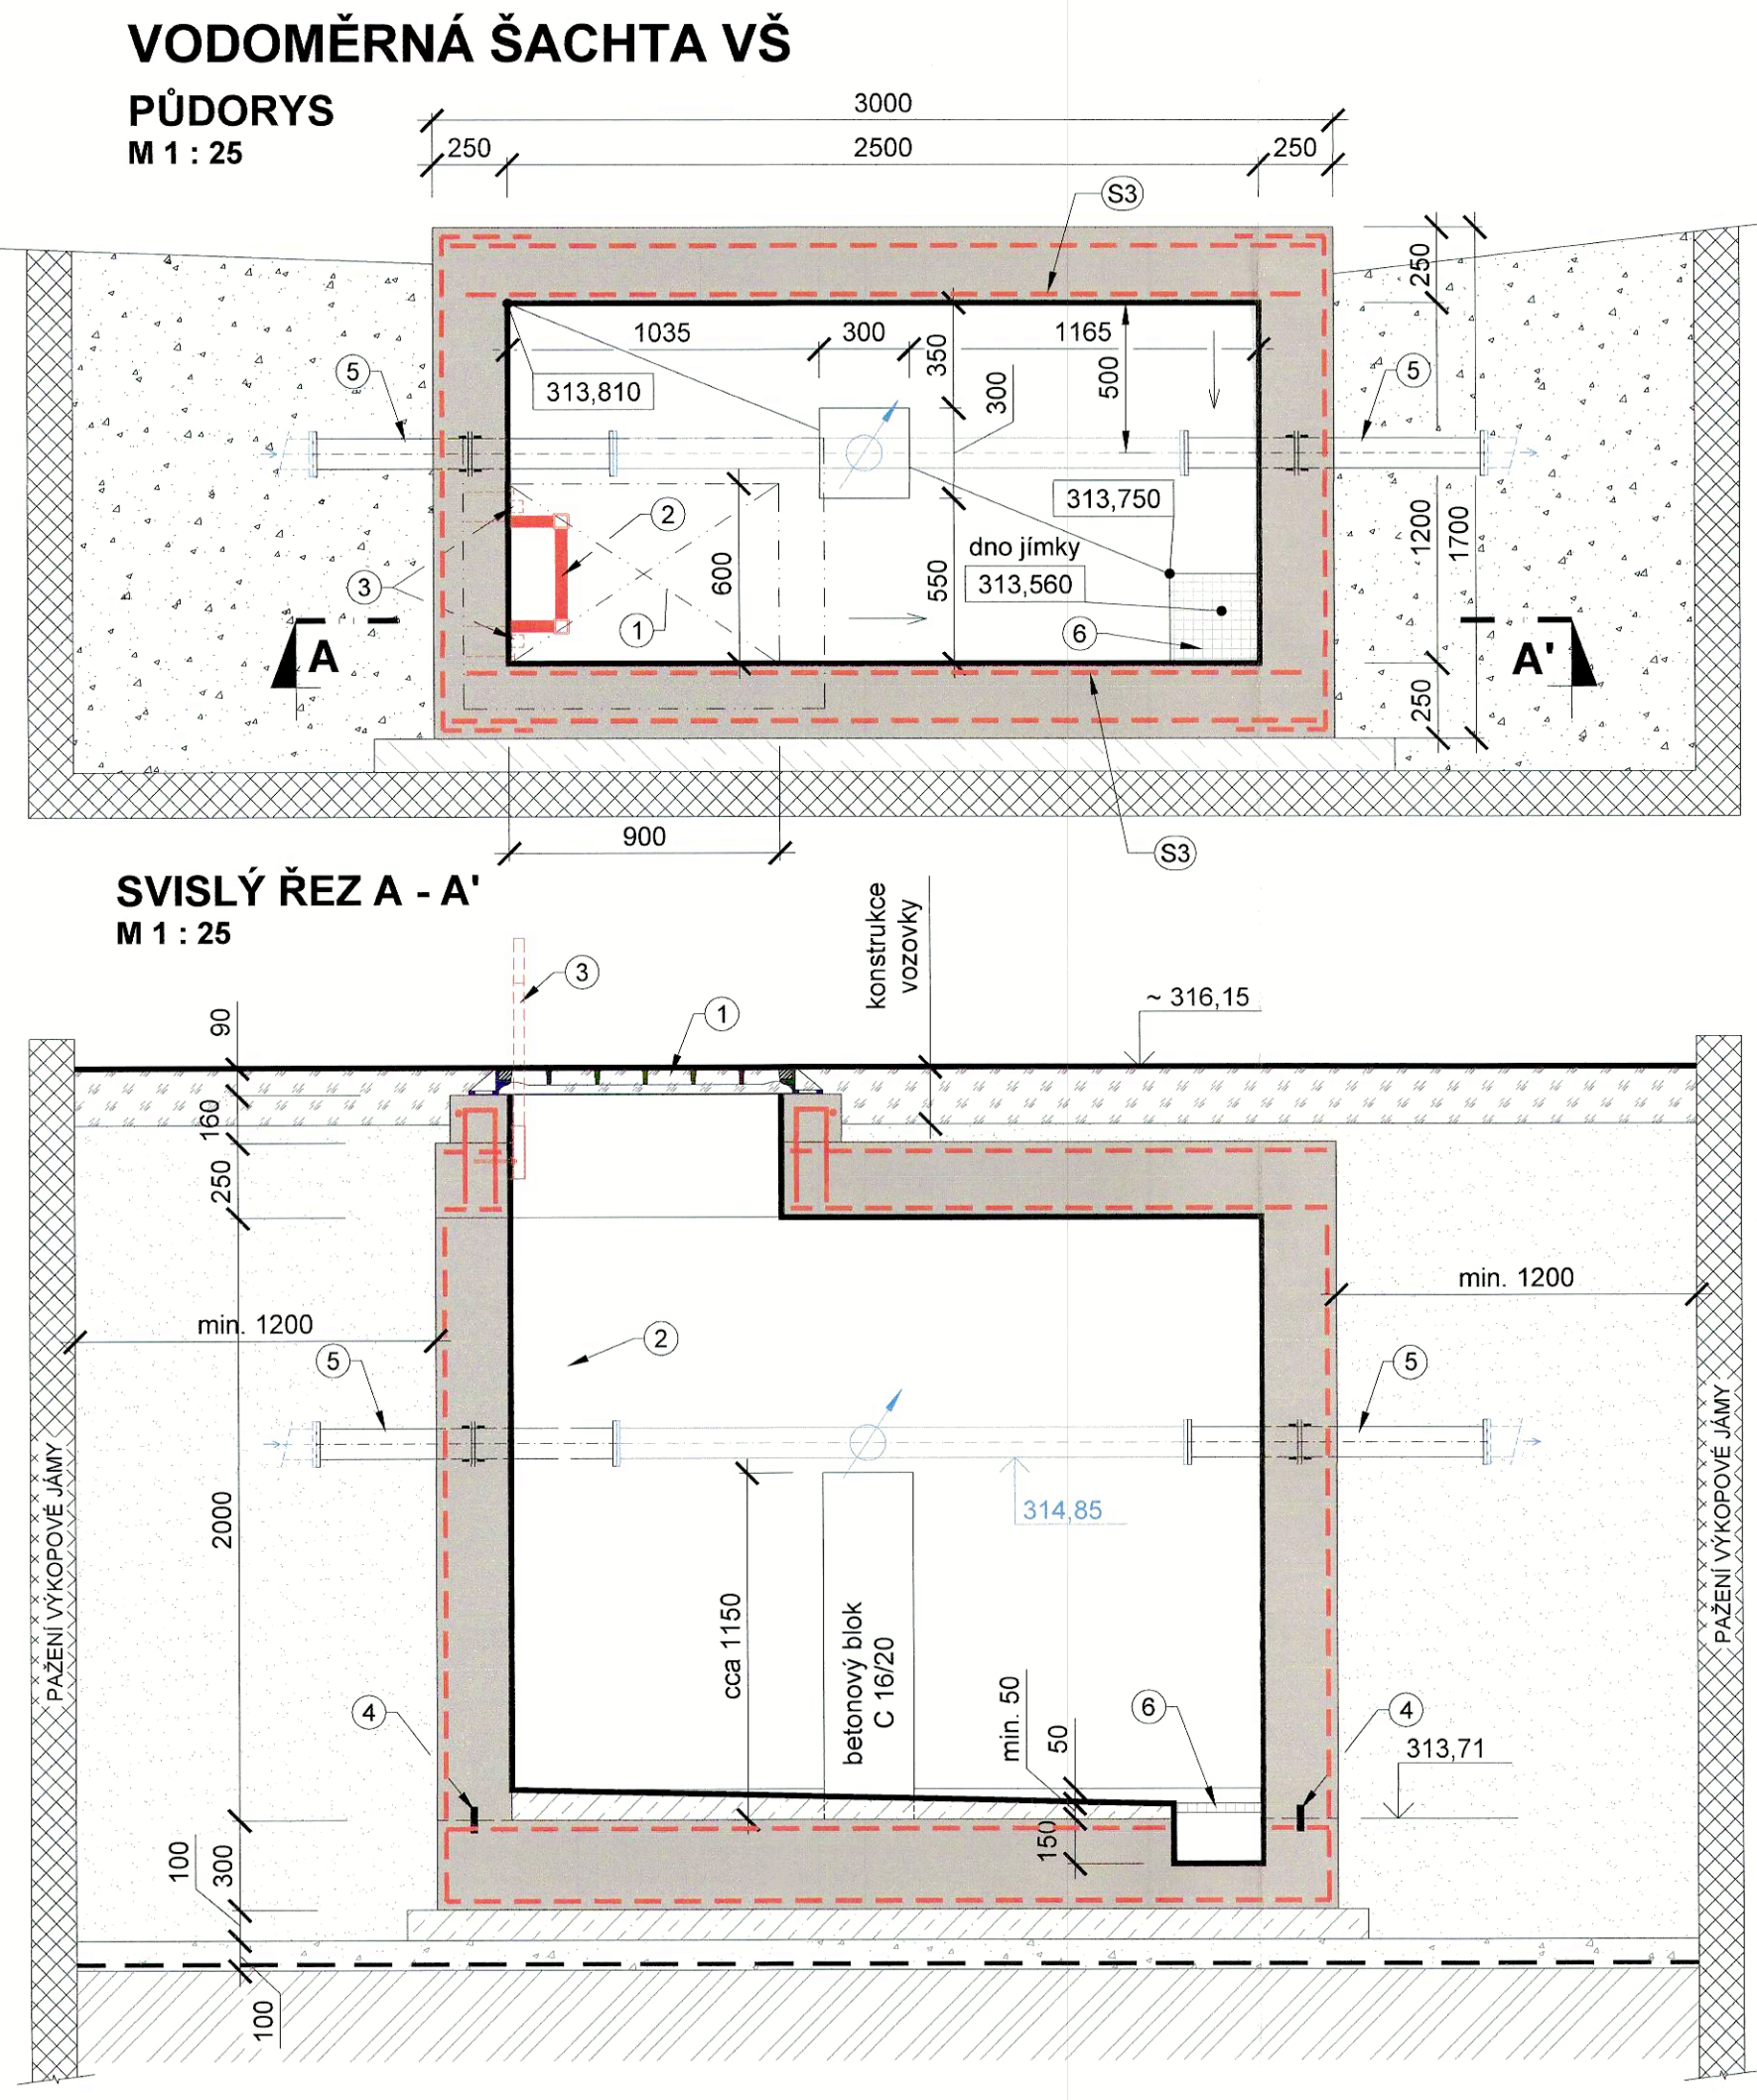 VODOMĚRNÁ ŠACHTA VŠ
PŮDORYS
M 1 : 25
3000
250
2500
250
S3
250
1035
300
350
1165
500
5
313,810
300
5
2
313,750
1200
1700
600
dno jímky
550
313,560
3
1
6
A
A'
250
900
S3
SVISLÝ ŘEZ A - A'
M 1 : 25
konstrukce
vozovky
3
~ 316,15
90
1
160
250
min. 1200
min. 1200
2
5
5
314,85
2000
PAŽENÍ VÝKOPOVÉ JÁMY
PAŽENÍ VÝKOPOVÉ JÁMY
cca 1150
betonový blok
C 16/20
min. 50
50
6
4
4
313,71
150
100
300
100